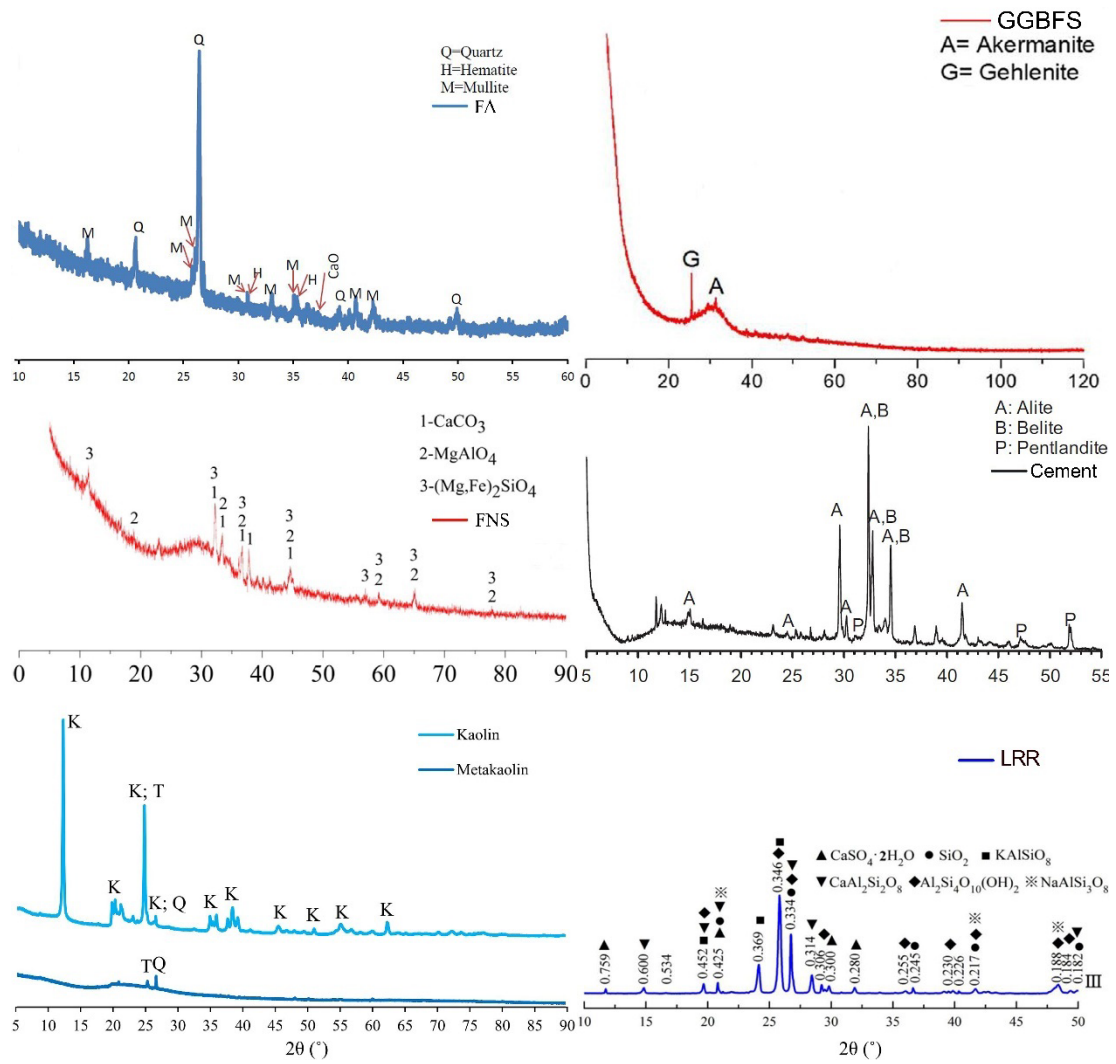 Q=Quartz
H=Hematite
M=Mullite
FA
Q
M
Q
M
M
M
H
M
M
H
CaO
Q
M
M
Q
10 15 20 25 30 35 40 45 50 55 60
GGBFS
A= Akermanite
G= Gehlenite
G
A
0 20 40 60 80 100 120
1-CaCO3
2-MgAlO4
3-(Mg,Fe)2SiO4
FNS
3
2
3
1
2
1
3
2
1
1
3
2
1
3
3
2
3
2
3
2
0 10 20 30 40 50 60 70 80 90
A: Alite
B: Belite
P: Pentlandite
Cement
A
A
A
A
P
A,B
A,B
A,B
A
P
P
5 10 15 20 25 30 35 40 45 50 55
Kaolin
Metakaolin
K
K
K; T
K; Q
K
K
K
K
K
K
T
Q
5 10 20 30 40 50 60 70 80 90
2θ (°)
LRR
▲ CaSO4·2H2O ● SiO2 ■ KAlSiO8
▼ CaAl2Si2O8 ◆ Al2Si4O10(OH)2 ※ NaAlSi3O8
0.759
0.600
0.534
0.452
0.425
0.369
0.346
0.334
0.314
0.306
0.300
0.280
0.255
0.245
0.230
0.226
0.217
0.188
0.184
0.182
III
10 15 20 25 30 35 40 45 50
2θ (°)